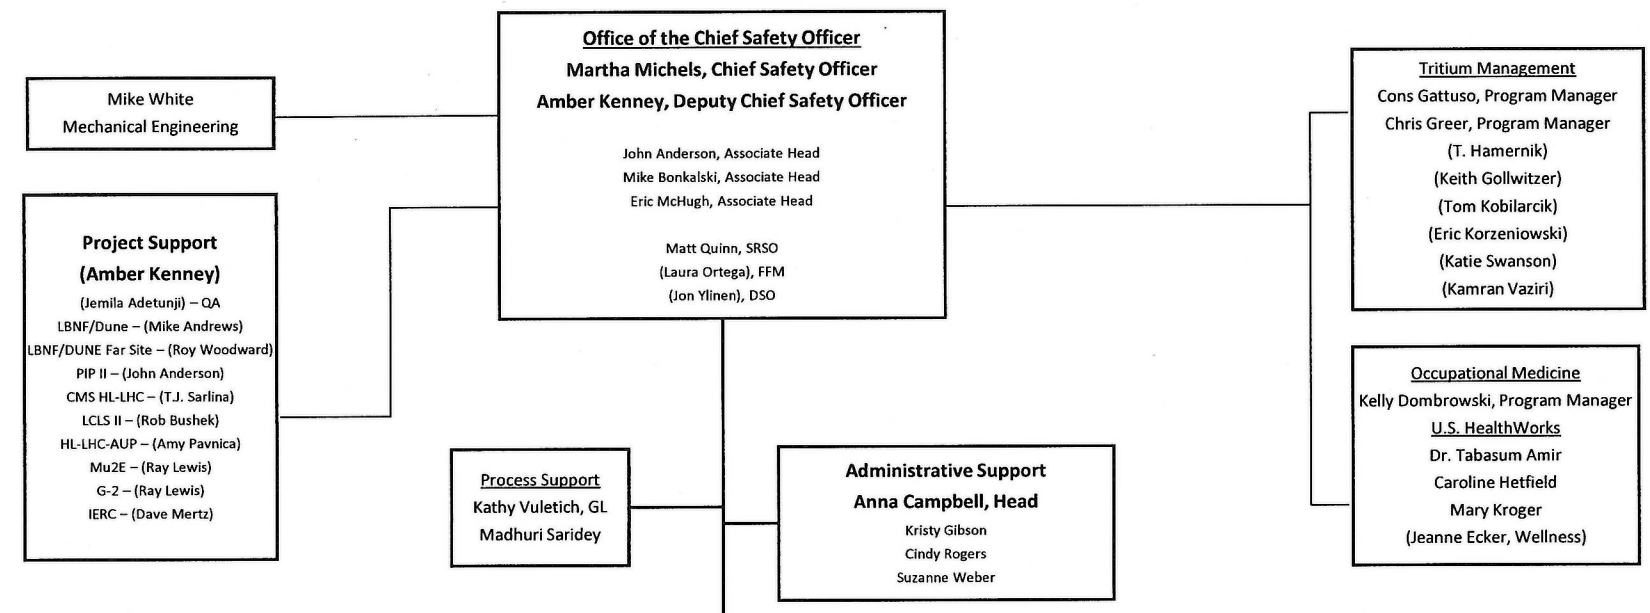 Office of the Chief Safety Officer
Martha Michels, Chief Safety Officer
Amber Kenney, Deputy Chief Safety Officer
John Anderson, Associate Head
Mike Bonkalski, Associate Head
Eric McHugh, Associate Head
Matt Quinn, SRSO
(Laura Ortega), FFM
(Jon Ylinen), DSO
Mike White
Mechanical Engineering
Project Support
(Amber Kenney)
(Jemila Adetunji) – QA
LBNF/Dune – (Mike Andrews)
LBNF/DUNE Far Site – (Roy Woodward)
PIP II – (John Anderson)
CMS HL-LHC – (T.J. Sarlina)
LCLS II – (Rob Bushek)
HL-LHC-AUP – (Amy Pavnica)
Mu2E – (Ray Lewis)
G-2 – (Ray Lewis)
IERC – (Dave Mertz)
Process Support
Kathy Vuletich, GL
Madhuri Saridey
Administrative Support
Anna Campbell, Head
Kristy Gibson
Cindy Rogers
Suzanne Weber
Tritium Management
Cons Gattuso, Program Manager
Chris Greer, Program Manager
(T. Hamernik)
(Keith Gollwitzer)
(Tom Kobilarcik)
(Eric Korzeniowski)
(Katie Swanson)
(Kamran Vaziri)
Occupational Medicine
Kelly Dombrowski, Program Manager
U.S. HealthWorks
Dr. Tabasum Amir
Caroline Hetfield
Mary Kroger
(Jeanne Ecker, Wellness)